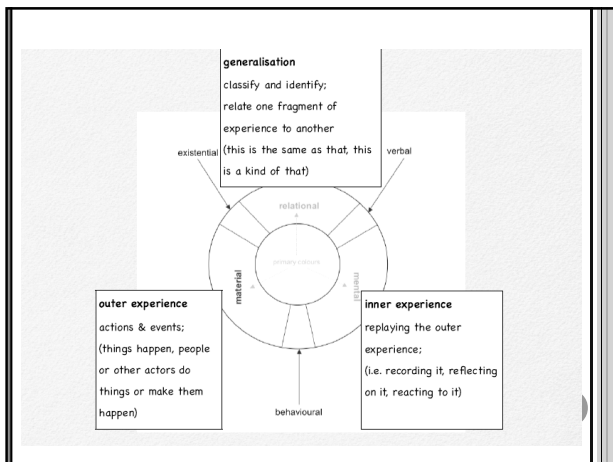 generalisation
classify and identify;
relate one fragment of
experience to another
(this is the same as that, this
is a kind of that)
existential
verbal
relational
primary colours
material
mental
outer experience
actions & events;
(things happen, people
or other actors do
things or make them
happen)
inner experience
replaying the outer
experience;
(i.e. recording it, reflecting
on it, reacting to it)
behavioural